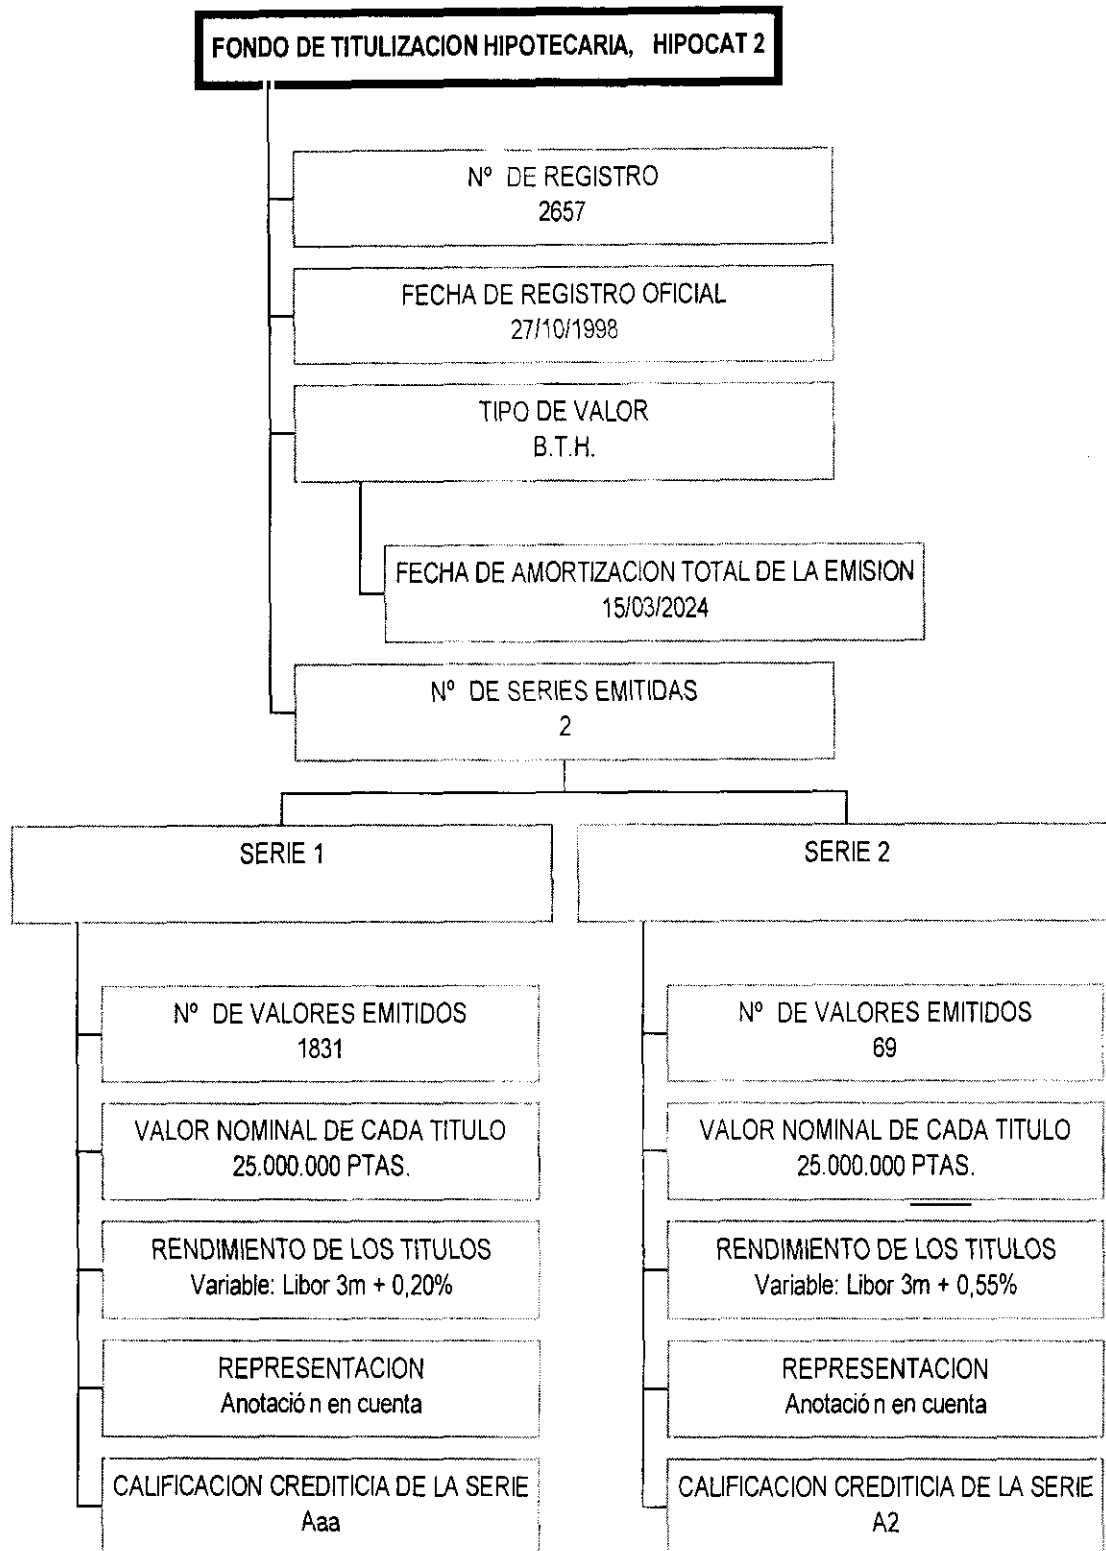 FONDO DE TITULIZACION HIPOTECARIA, HIPOCAT 2
Nº DE REGISTRO
2657
FECHA DE REGISTRO OFICIAL
27/10/1998
TIPO DE VALOR
B.T.H.
FECHA DE AMORTIZACION TOTAL DE LA EMISION
15/03/2024
Nº DE SERIES EMITIDAS
2
SERIE 1
Nº DE VALORES EMITIDOS
1831
VALOR NOMINAL DE CADA TITULO
25.000.000 PTAS.
RENDIMIENTO DE LOS TITULOS
Variable: Libor 3m + 0,20%
REPRESENTACION
Anotación en cuenta
CALIFICACION CREDITICIA DE LA SERIE
Aaa
SERIE 2
Nº DE VALORES EMITIDOS
69
VALOR NOMINAL DE CADA TITULO
25.000.000 PTAS.
RENDIMIENTO DE LOS TITULOS
Variable: Libor 3m + 0,55%
REPRESENTACION
Anotación en cuenta
CALIFICACION CREDITICIA DE LA SERIE
A2